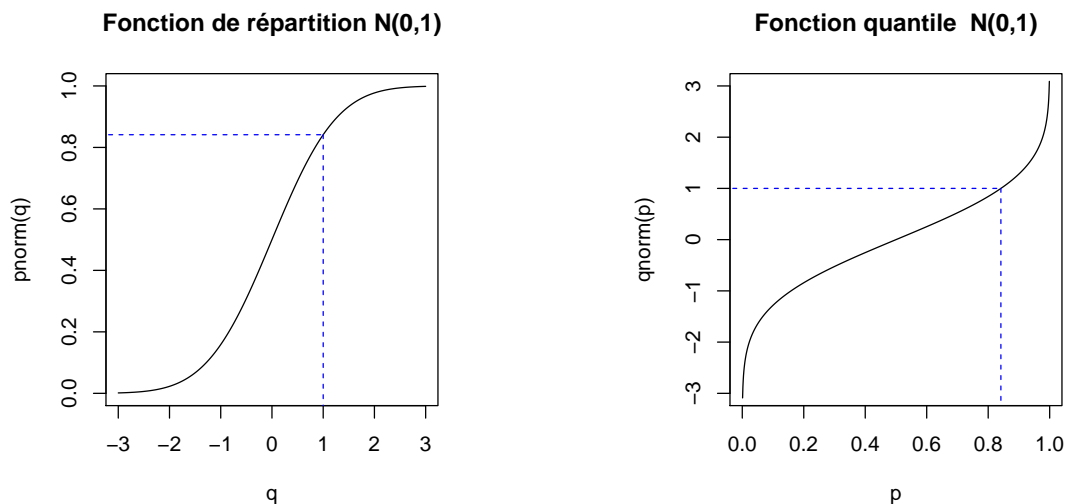 Fonction de répartition N(0,1)
pnorm(q)
0.0 0.2 0.4 0.6 0.8 1.0
−3 −2 −1 0 1 2 3
q
Fonction quantile N(0,1)
qnorm(p)
−3 −2 −1 0 1 2 3
0.0 0.2 0.4 0.6 0.8 1.0
p